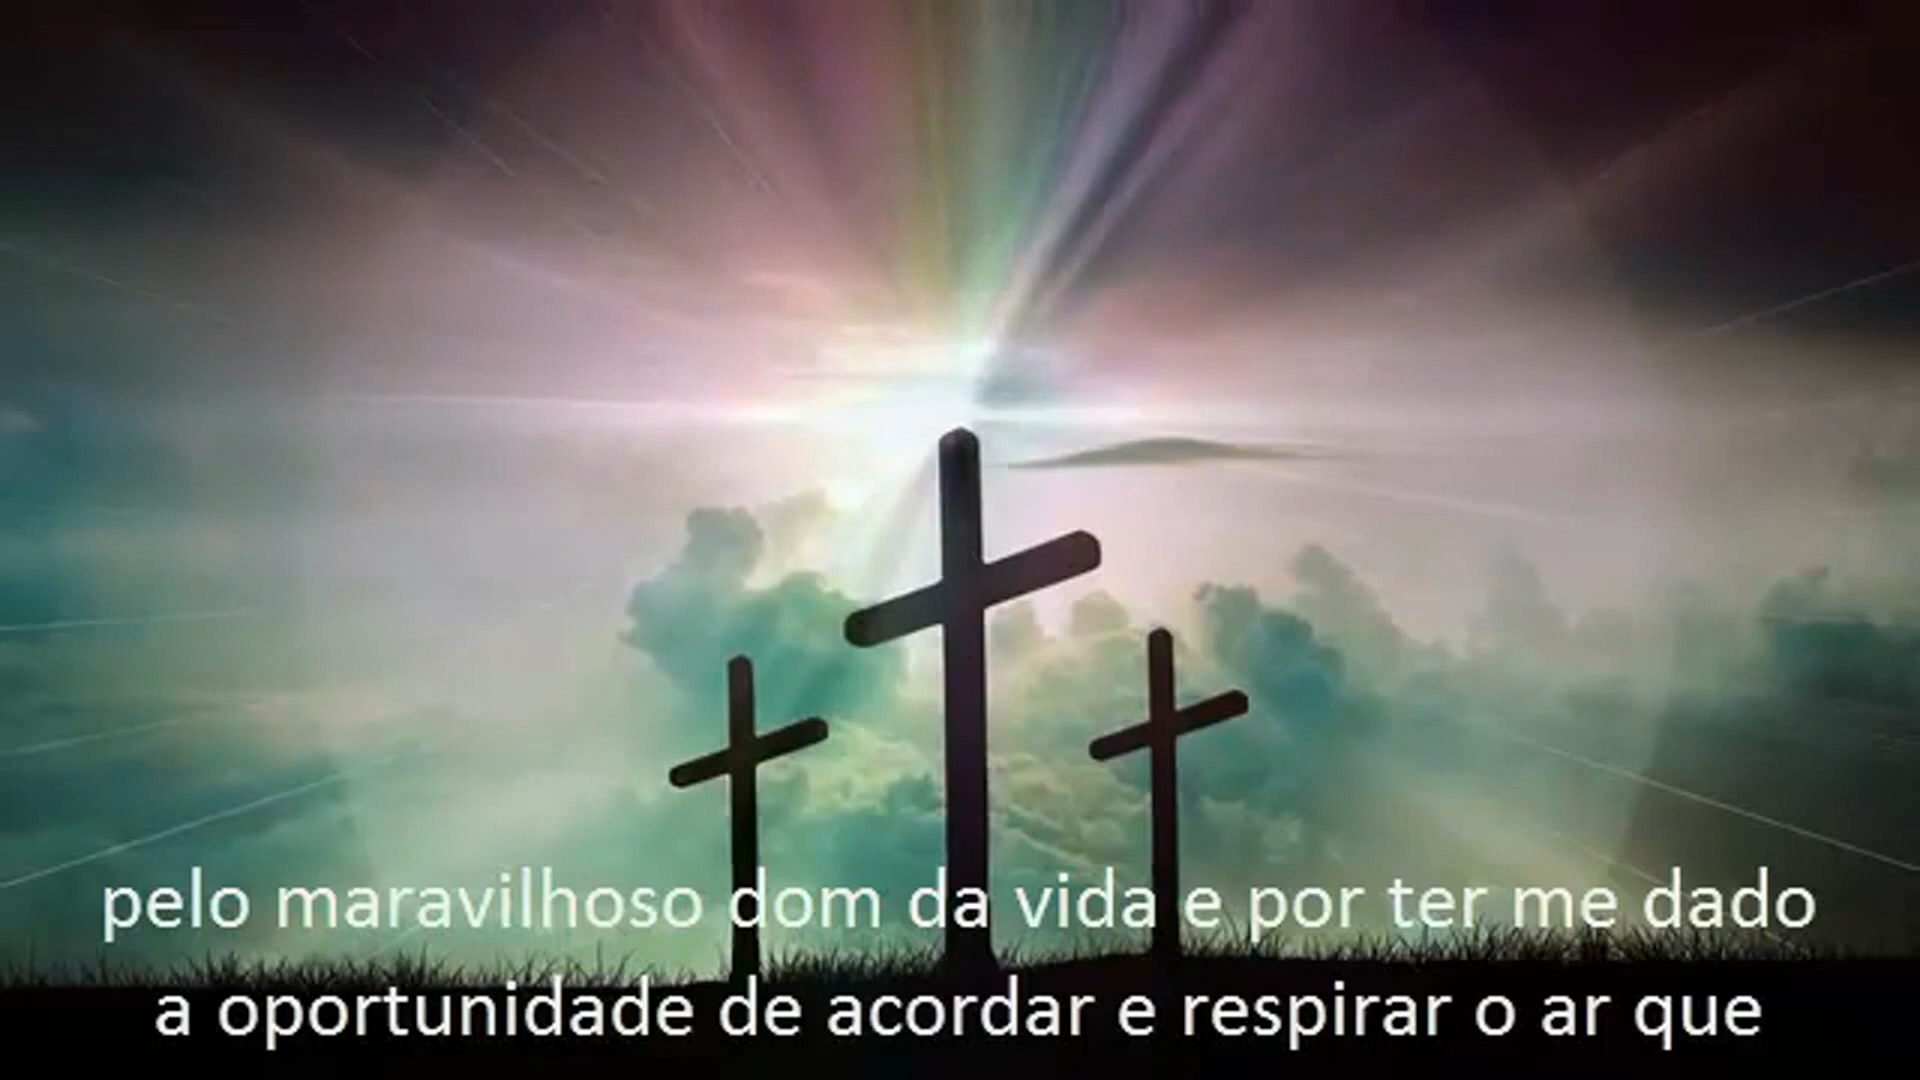 pelo maravilhoso dom da vida e por ter me dado
a oportunidade de acordar e respirar o ar que